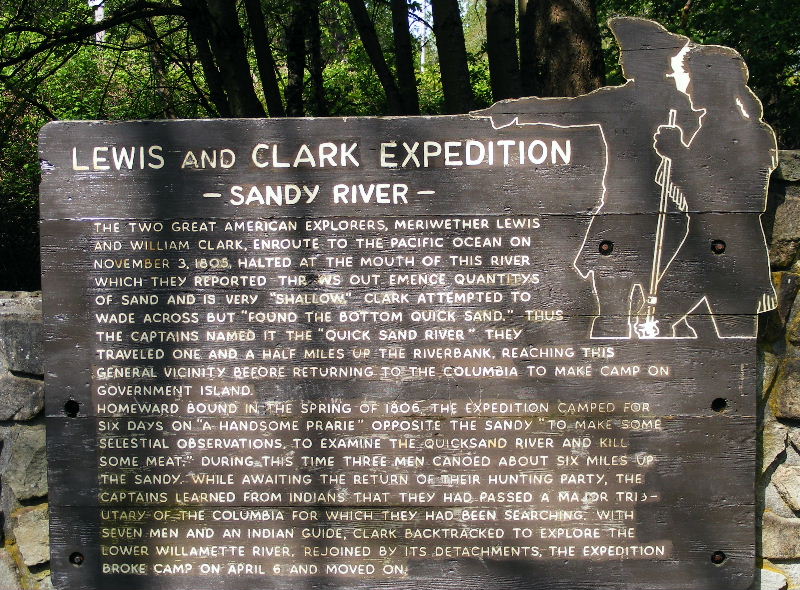 LEWIS AND CLARK EXPEDITION
– SANDY RIVER –
THE TWO GREAT AMERICAN EXPLORERS, MERIWETHER LEWIS
AND WILLIAM CLARK, ENROUTE TO THE PACIFIC OCEAN ON
NOVEMBER 3, 1805, HALTED AT THE MOUTH OF THIS RIVER
WHICH THEY REPORTED THROWS OUT EMENCE QUANTITYS
OF SAND AND IS VERY "SHALLOW." CLARK ATTEMPTED TO
WADE ACROSS BUT "FOUND THE BOTTOM QUICK SAND." THUS
THE CAPTAINS NAMED IT THE "QUICK SAND RIVER" THEY
TRAVELED ONE AND A HALF MILES UP THE RIVERBANK, REACHING THIS
GENERAL VICINITY BEFORE RETURNING TO THE COLUMBIA TO MAKE CAMP ON
GOVERNMENT ISLAND.
HOMEWARD BOUND IN THE SPRING OF 1806, THE EXPEDITION CAMPED FOR
SIX DAYS ON "A HANDSOME PRARIE" OPPOSITE THE SANDY "TO MAKE SOME
SELESTIAL OBSERVATIONS, TO EXAMINE THE QUICKSAND RIVER AND KILL
SOME MEAT." DURING THIS TIME THREE MEN CANOED ABOUT SIX MILES UP
THE SANDY. WHILE AWAITING THE RETURN OF THEIR HUNTING PARTY, THE
CAPTAINS LEARNED FROM INDIANS THAT THEY HAD PASSED A MAJOR TRIB-
UTARY OF THE COLUMBIA FOR WHICH THEY HAD BEEN SEARCHING. WITH
SEVEN MEN AND AN INDIAN GUIDE, CLARK BACKTRACKED TO EXPLORE THE
LOWER WILLAMETTE RIVER. REJOINED BY ITS DETACHMENTS, THE EXPEDITION
BROKE CAMP ON APRIL 6 AND MOVED ON.